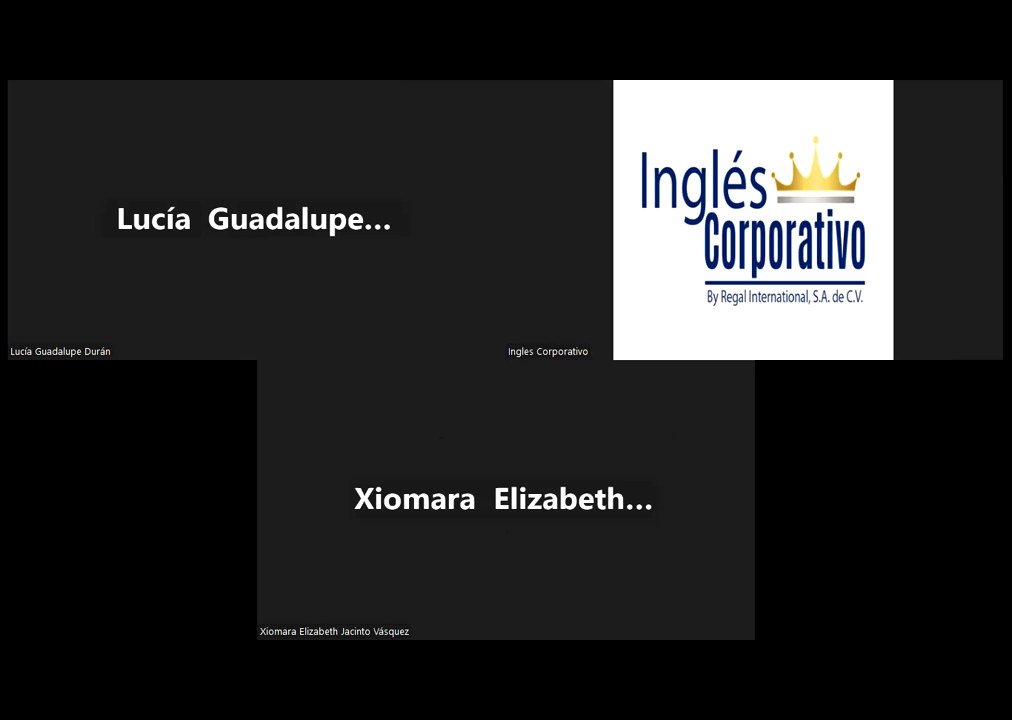 Lucía Guadalupe...
Lucía Guadalupe Durán
Inglés
Corporativo
By Regal International, S.A. de C.V.
Ingles Corporativo
Xiomara Elizabeth...
Xiomara Elizabeth Jacinto Vásquez